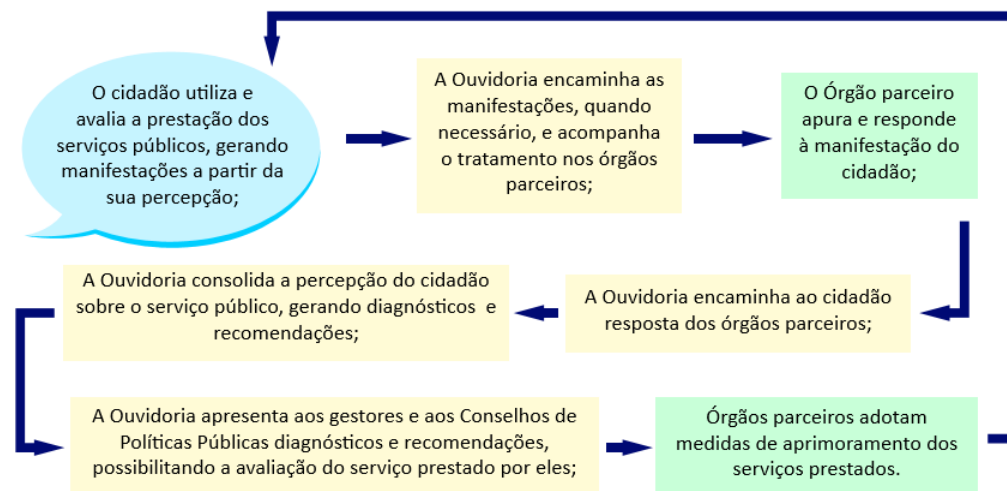 O cidadão utiliza e
avalia a prestação dos
serviços públicos, gerando
manifestações a partir da
sua percepção;
A Ouvidoria encaminha as
manifestações, quando
necessário, e acompanha
o tratamento nos órgãos
parceiros;
O Órgão parceiro
apura e responde
à manifestação do
cidadão;
A Ouvidoria encaminha ao cidadão
resposta dos órgãos parceiros;
A Ouvidoria consolida a percepção do cidadão
sobre o serviço público, gerando diagnósticos e
recomendações;
A Ouvidoria apresenta aos gestores e aos Conselhos de
Políticas Públicas diagnósticos e recomendações,
possibilitando a avaliação do serviço prestado por eles;
Órgãos parceiros adotam
medidas de aprimoramento dos
serviços prestados.